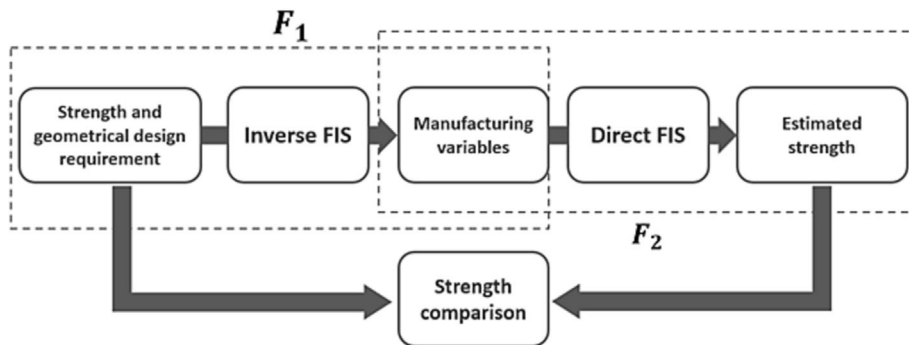 F1
Strength and
geometrical design
requirement
Inverse FIS
Manufacturing
variables
Direct FIS
Estimated
strength
F2
Strength
comparison